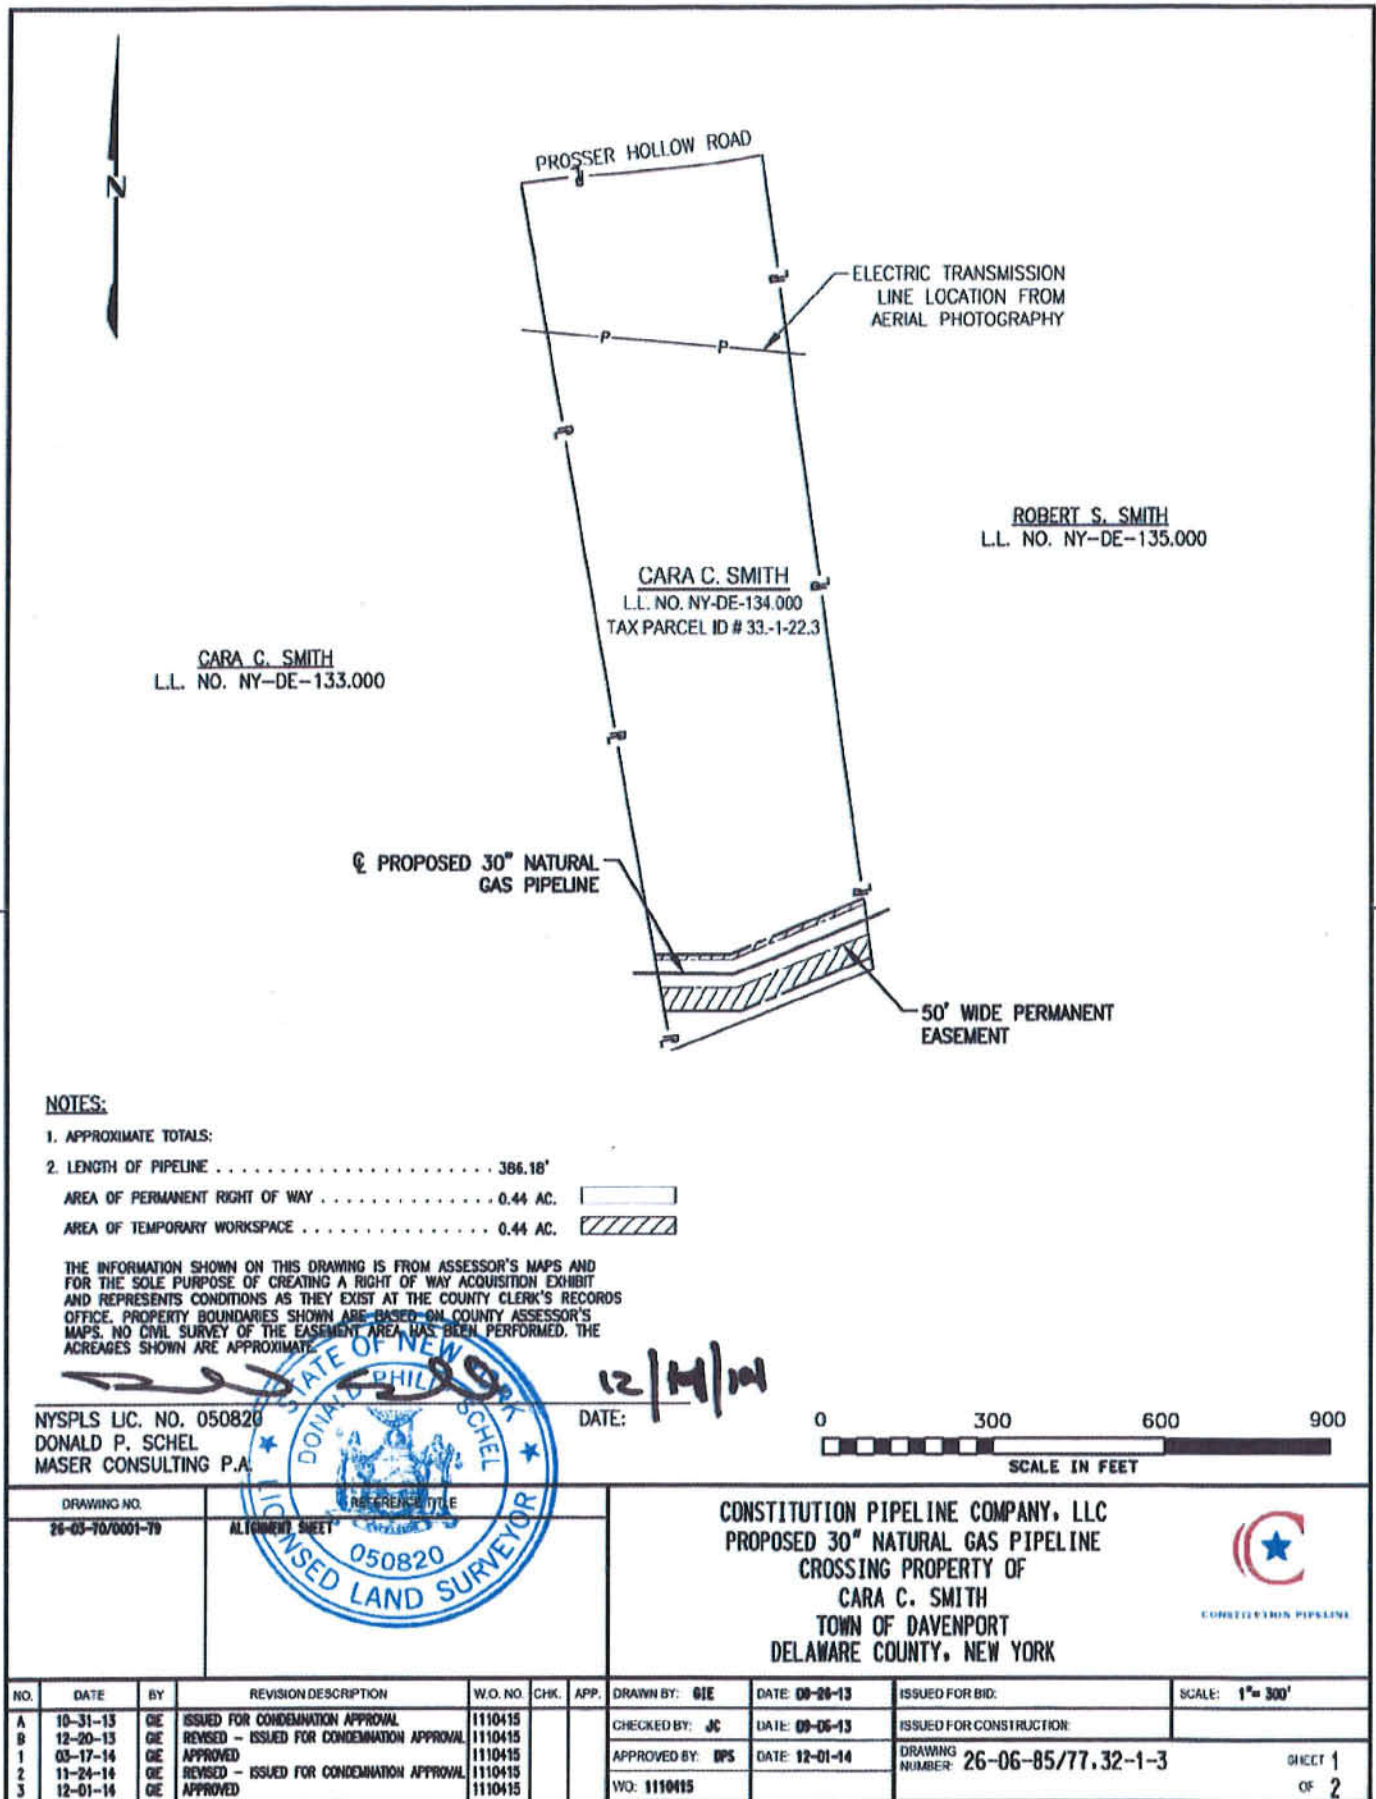 N
PROSSER HOLLOW ROAD
ELECTRIC TRANSMISSION
LINE LOCATION FROM
AERIAL PHOTOGRAPHY
P
P
ROBERT S. SMITH
L.L. NO. NY-DE-135.000
CARA C. SMITH
L.L. NO. NY-DE-134.000
TAX PARCEL ID # 33.-1-22.3
CARA C. SMITH
L.L. NO. NY-DE-133.000
℄ PROPOSED 30" NATURAL
GAS PIPELINE
50' WIDE PERMANENT
EASEMENT
NOTES:
1. APPROXIMATE TOTALS:
2. LENGTH OF PIPELINE . . . . . . . . . . . . . . . . . . . . . . . 386.18'
AREA OF PERMANENT RIGHT OF WAY . . . . . . . . . . . . . . 0.44 AC.
AREA OF TEMPORARY WORKSPACE . . . . . . . . . . . . . . . 0.44 AC.
THE INFORMATION SHOWN ON THIS DRAWING IS FROM ASSESSOR'S MAPS AND
FOR THE SOLE PURPOSE OF CREATING A RIGHT OF WAY ACQUISITION EXHIBIT
AND REPRESENTS CONDITIONS AS THEY EXIST AT THE COUNTY CLERK'S RECORDS
OFFICE. PROPERTY BOUNDARIES SHOWN ARE BASED ON COUNTY ASSESSOR'S
MAPS. NO CIVIL SURVEY OF THE EASEMENT AREA HAS BEEN PERFORMED. THE
ACREAGES SHOWN ARE APPROXIMATE.
NYSPLS LIC. NO. 050820
DONALD P. SCHEL
MASER CONSULTING P.A.
DATE:
STATE OF NEW YORK
DONALD PHILIP SCHEL
EXCELSIOR
050820
LICENSED LAND SURVEYOR
0 300 600 900
SCALE IN FEET
DRAWING NO. REFERENCE TITLE
26-03-70/0001-79 ALIGNMENT SHEET
CONSTITUTION PIPELINE COMPANY, LLC
PROPOSED 30" NATURAL GAS PIPELINE
CROSSING PROPERTY OF
CARA C. SMITH
TOWN OF DAVENPORT
DELAWARE COUNTY, NEW YORK
CONSTITUTION PIPELINE
NO. DATE BY REVISION DESCRIPTION W.O. NO. CHK. APP.
A 10-31-13 GIE ISSUED FOR CONDEMNATION APPROVAL 1110415
B 12-20-13 GIE REVISED - ISSUED FOR CONDEMNATION APPROVAL 1110415
1 03-17-14 GIE APPROVED 1110415
2 11-24-14 GIE REVISED - ISSUED FOR CONDEMNATION APPROVAL 1110415
3 12-01-14 GIE APPROVED 1110415
DRAWN BY: GIE DATE: 08-26-13 ISSUED FOR BID: SCALE: 1"= 300'
CHECKED BY: JC DATE: 09-06-13 ISSUED FOR CONSTRUCTION:
APPROVED BY: DPS DATE: 12-01-14 DRAWING NUMBER: 26-06-85/77.32-1-3 SHEET 1
WO: 1110415 OF 2